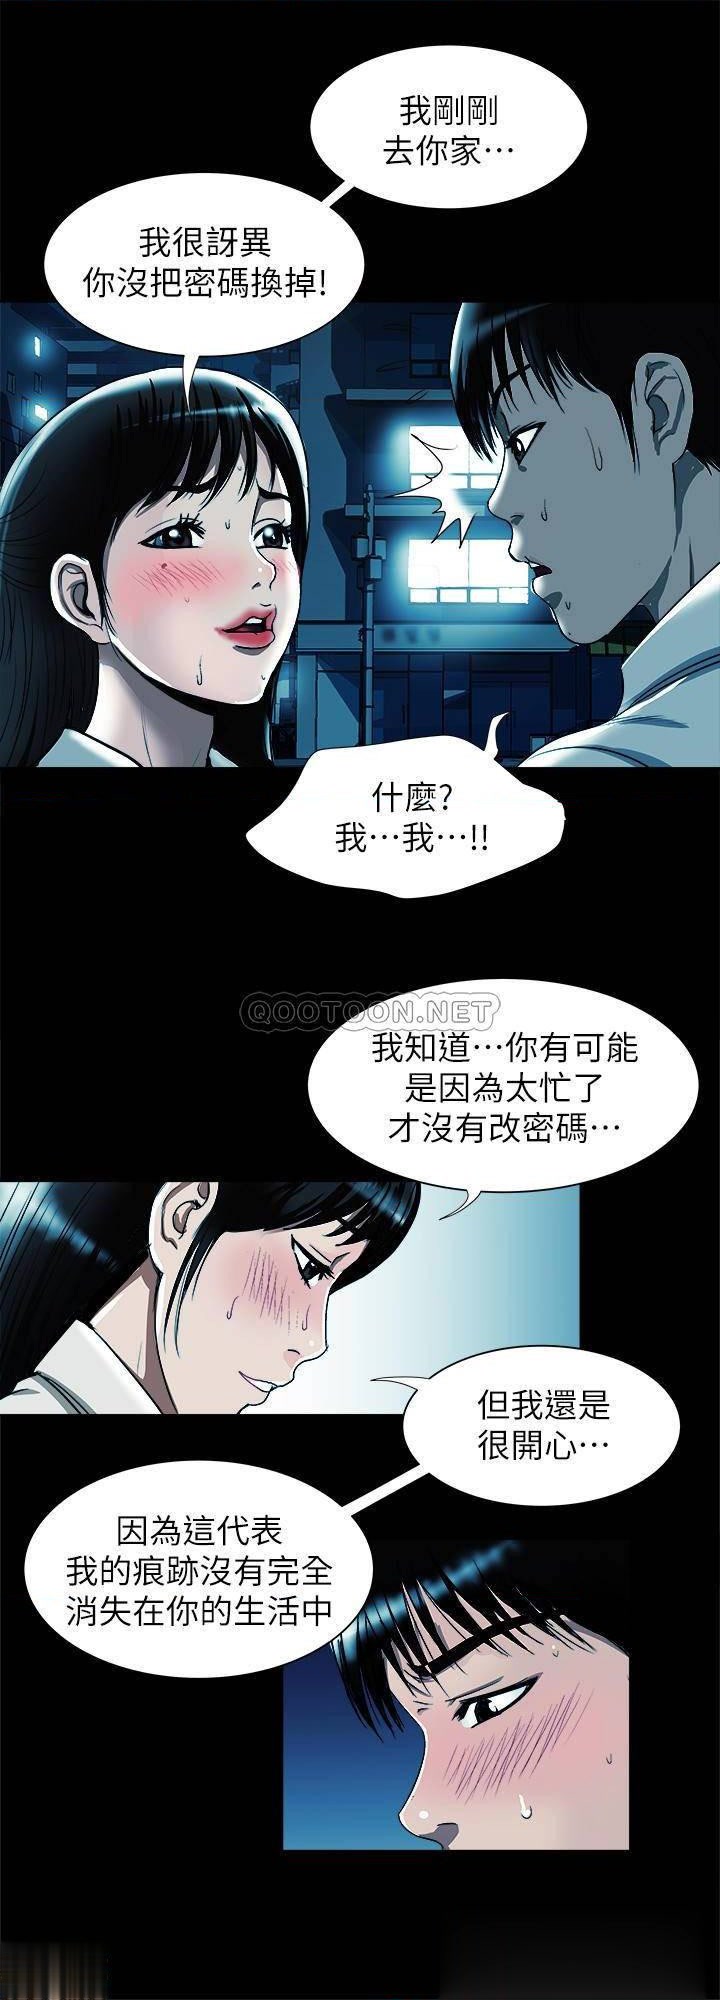 我剛剛
去你家⋯
我很訝異
你沒把密碼換掉!
什麼?
我⋯我⋯!!
QOOTOON.NET
我知道⋯你有可能
是因為太忙了
才沒有改密碼⋯
但我還是
很開心⋯
因為這代表
我的痕跡沒有完全
消失在你的生活中